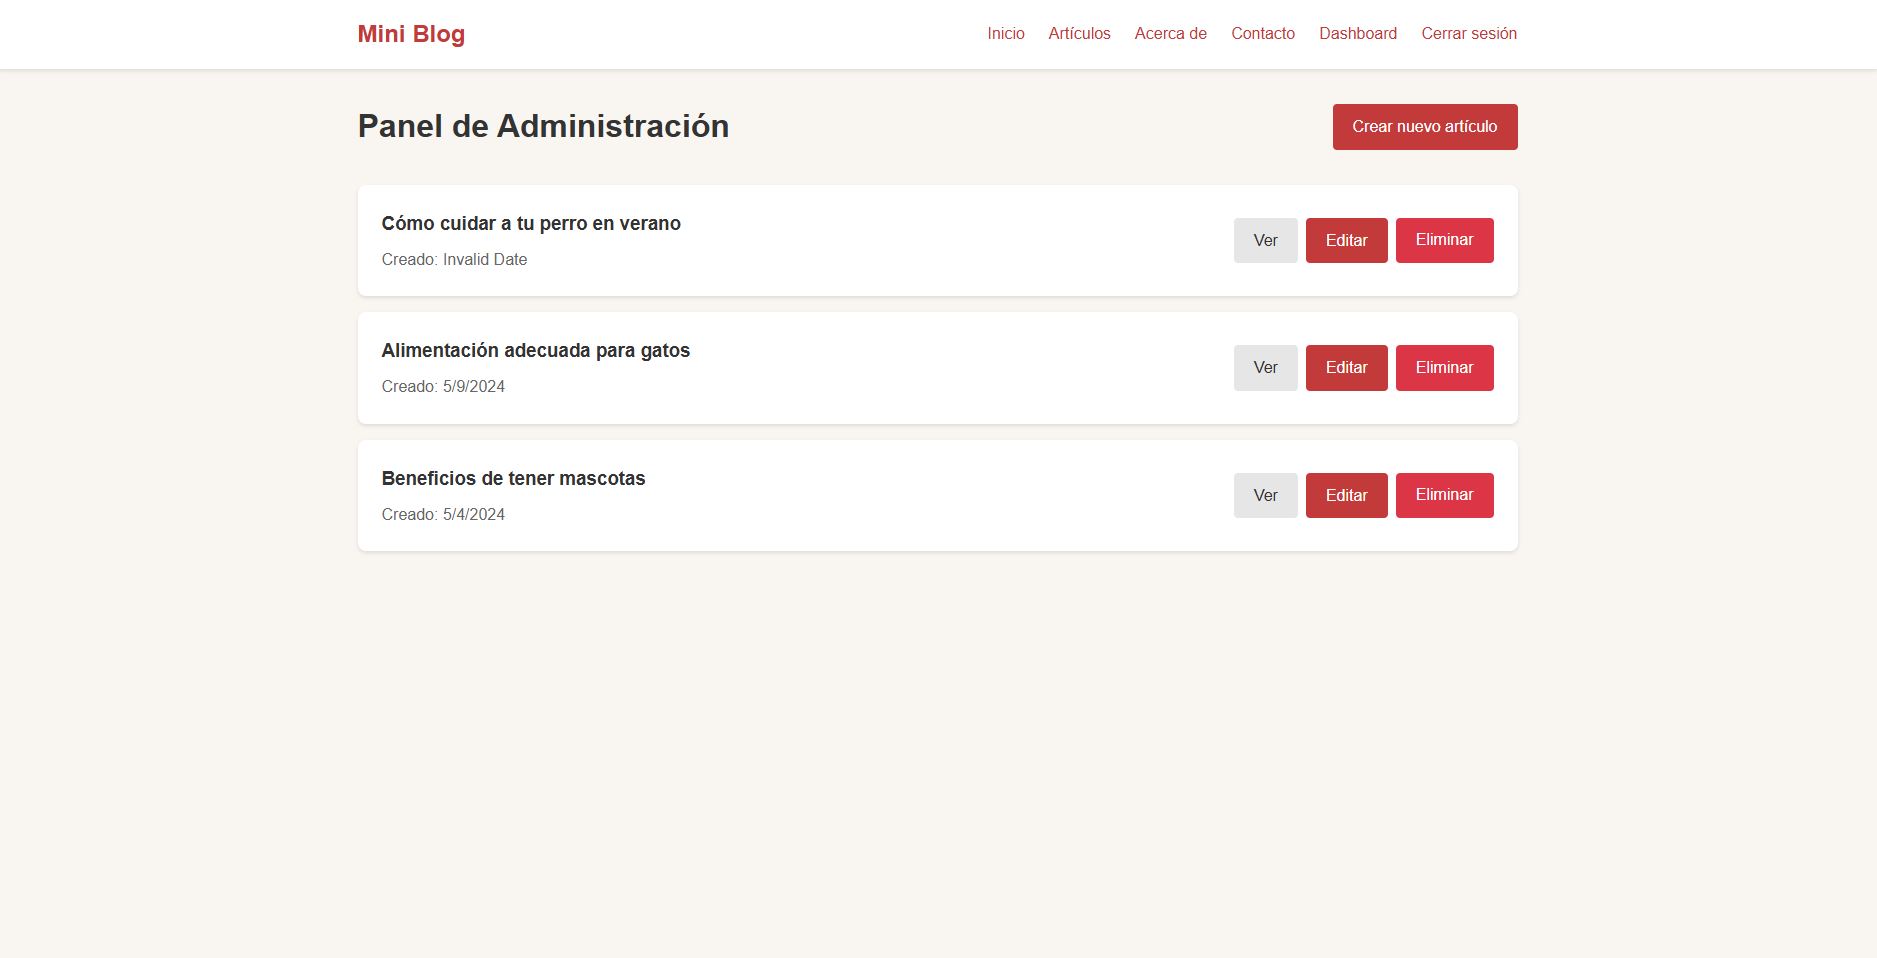 Mini Blog
Inicio Artículos Acerca de Contacto Dashboard Cerrar sesión
Panel de Administración
Crear nuevo artículo
Cómo cuidar a tu perro en verano
Creado: Invalid Date
Ver Editar Eliminar
Alimentación adecuada para gatos
Creado: 5/9/2024
Ver Editar Eliminar
Beneficios de tener mascotas
Creado: 5/4/2024
Ver Editar Eliminar